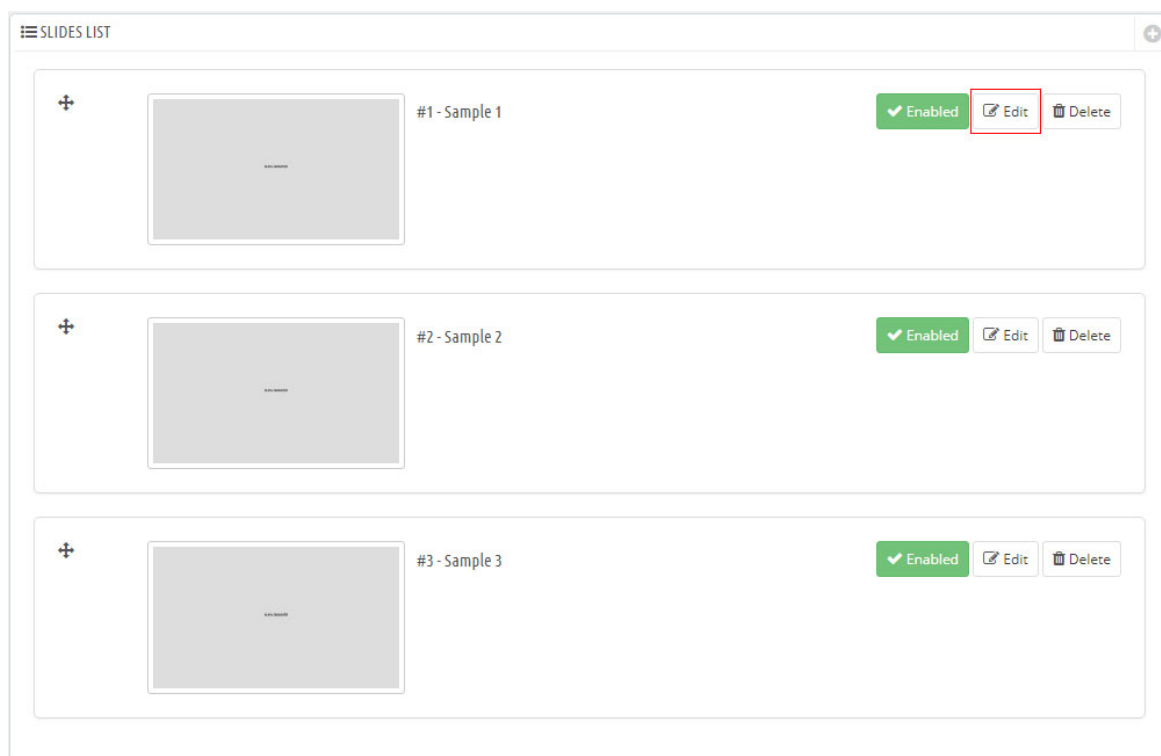 SLIDES LIST
#1 - Sample 1
Enabled
Edit
Delete
#2 - Sample 2
Enabled
Edit
Delete
#3 - Sample 3
Enabled
Edit
Delete